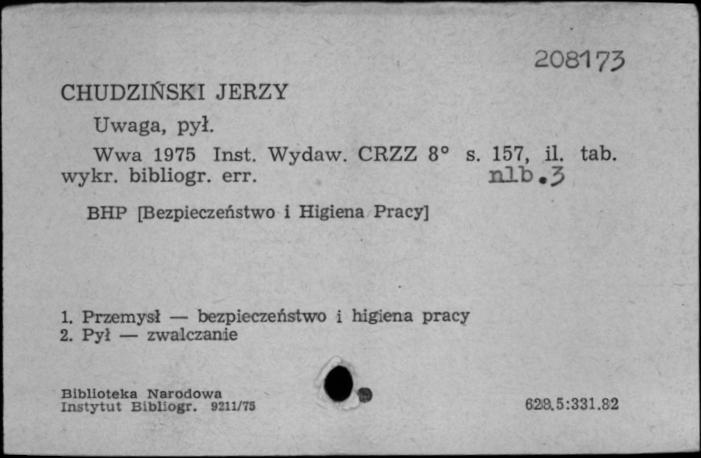 208173
CHUDZIŃSKI JERZY
Uwaga, pył.
Wwa 1975 Inst. Wydaw. CRZZ 8° s. 157, il. tab.
wykr. bibliogr. err. nlb.3
BHP [Bezpieczeństwo i Higiena Pracy]
1. Przemysł — bezpieczeństwo i higiena pracy
2. Pył — zwalczanie
Biblioteka Narodowa
Instytut Bibliogr. 9211/75
628.5:331.82